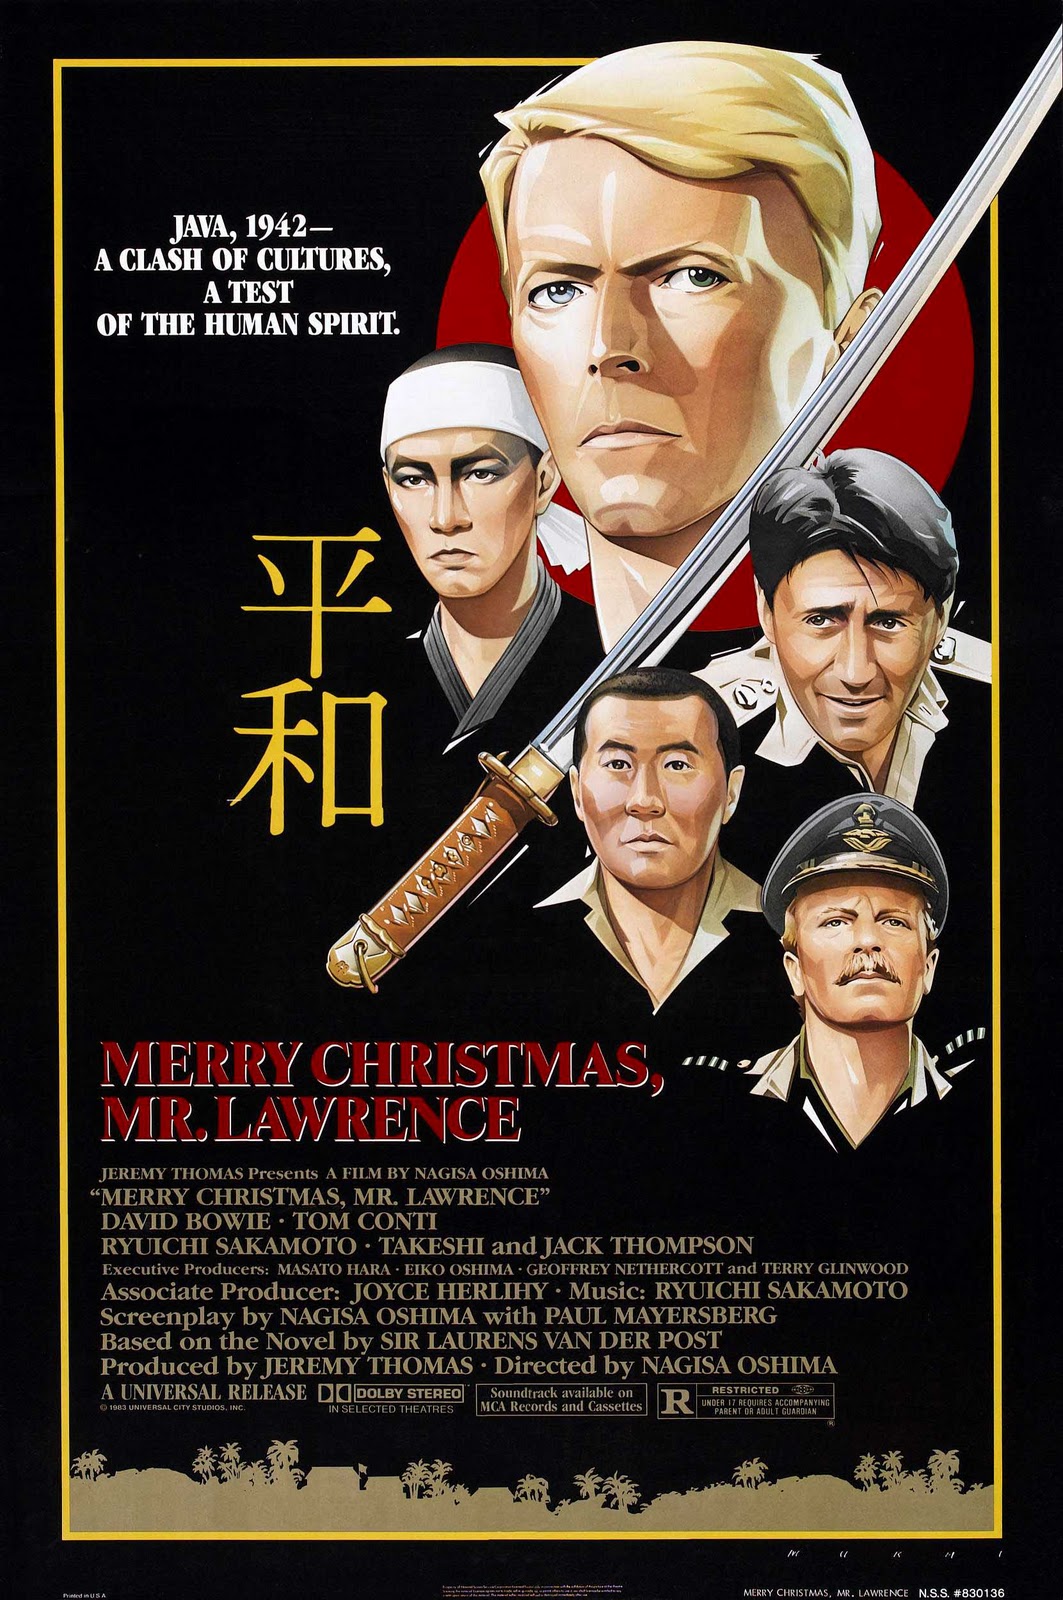 JAVA, 1942—
A CLASH OF CULTURES,
A TEST
OF THE HUMAN SPIRIT.
平
和
MERRY CHRISTMAS,
MR. LAWRENCE
JEREMY THOMAS Presents A FILM BY NAGISA OSHIMA
“MERRY CHRISTMAS, MR. LAWRENCE”
DAVID BOWIE · TOM CONTI
RYUICHI SAKAMOTO · TAKESHI and JACK THOMPSON
Executive Producers: MASATO HARA · EIKO OSHIMA · GEOFFREY NETHERCOTT and TERRY GLINWOOD
Associate Producer: JOYCE HERLIHY · Music: RYUICHI SAKAMOTO
Screenplay by NAGISA OSHIMA with PAUL MAYERSBERG
Based on the Novel by SIR LAURENS VAN DER POST
Produced by JEREMY THOMAS · Directed by NAGISA OSHIMA
A UNIVERSAL RELEASE
© 1983 UNIVERSAL CITY STUDIOS, INC.
DOLBY STEREO
IN SELECTED THEATRES
Soundtrack available on
MCA Records and Cassettes
R
RESTRICTED
UNDER 17 REQUIRES ACCOMPANYING
PARENT OR ADULT GUARDIAN
®
Printed in U.S.A.
MERRY CHRISTMAS, MR. LAWRENCE N.S.S. #830136